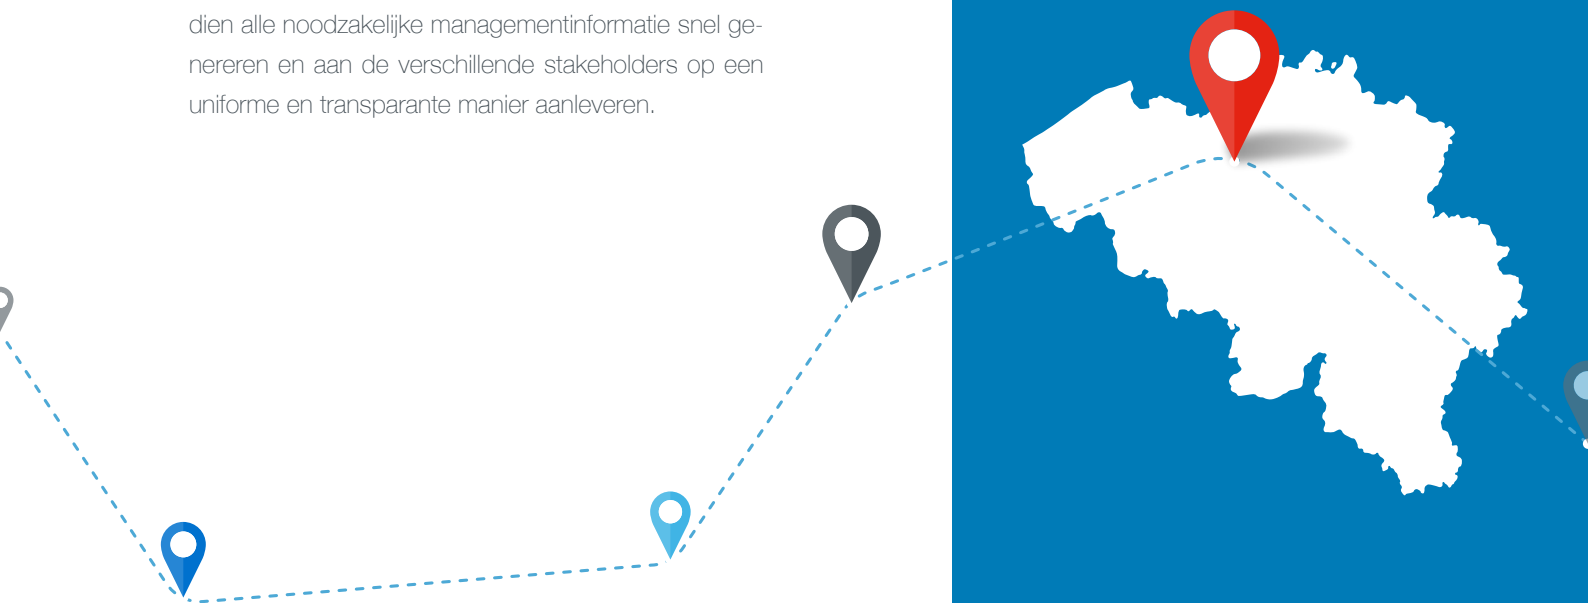 dien alle noodzakelijke managementinformatie snel ge-
nereren en aan de verschillende stakeholders op een
uniforme en transparante manier aanleveren.